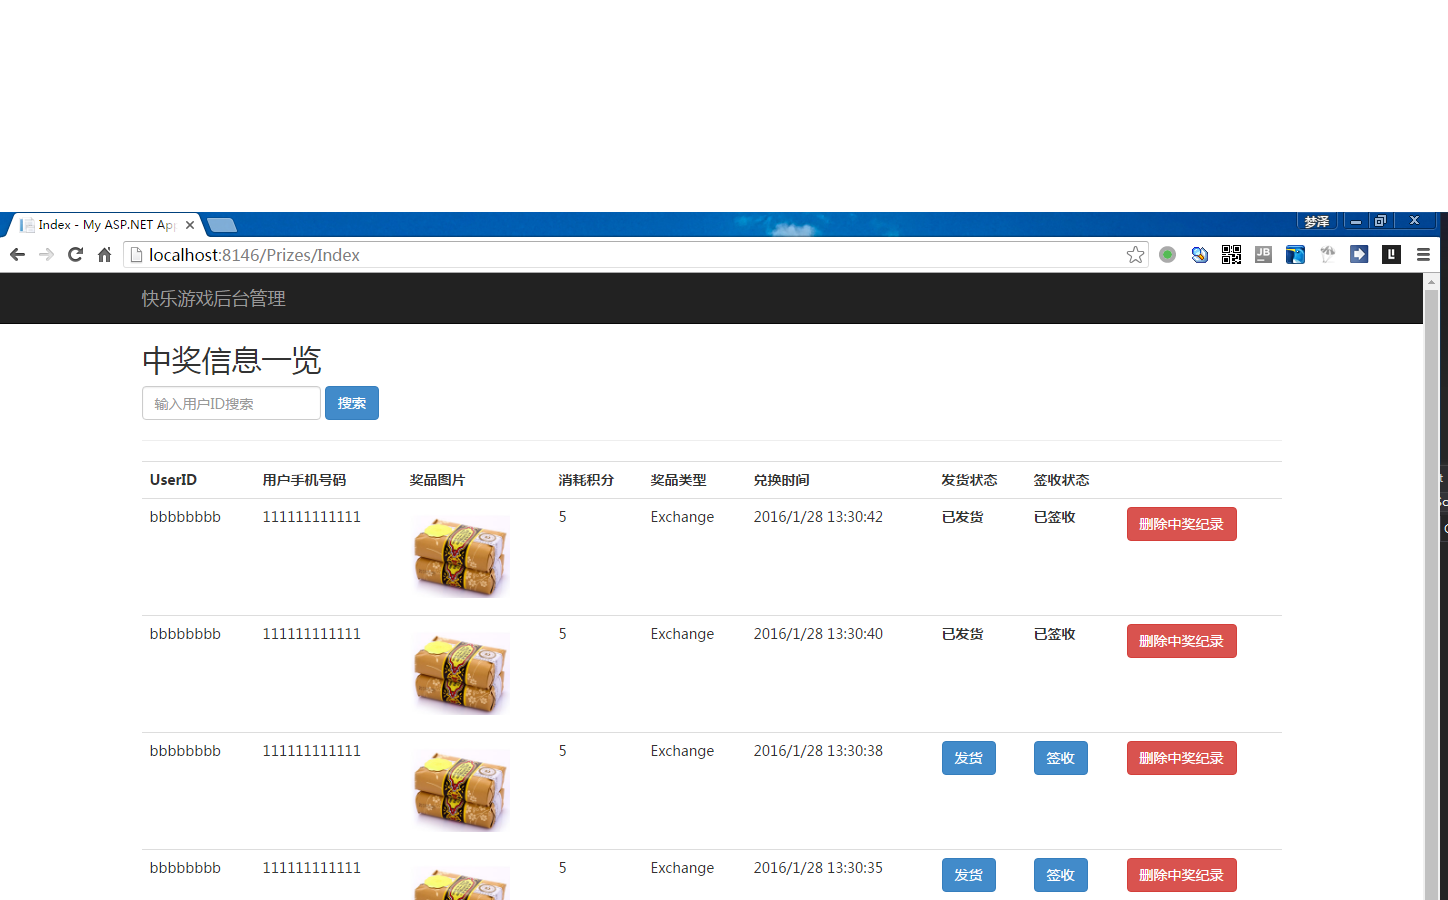 Index - My ASP.NET App
梦泽
localhost:8146/Prizes/Index
快乐游戏后台管理
中奖信息一览
输入用户ID搜索 搜索
UserID 用户手机号码 奖品图片 消耗积分 奖品类型 兑换时间 发货状态 签收状态
bbbbbbbb 111111111111 5 Exchange 2016/1/28 13:30:42 已发货 已签收 删除中奖纪录
bbbbbbbb 111111111111 5 Exchange 2016/1/28 13:30:40 已发货 已签收 删除中奖纪录
bbbbbbbb 111111111111 5 Exchange 2016/1/28 13:30:38 发货 签收 删除中奖纪录
bbbbbbbb 111111111111 5 Exchange 2016/1/28 13:30:35 发货 签收 删除中奖纪录